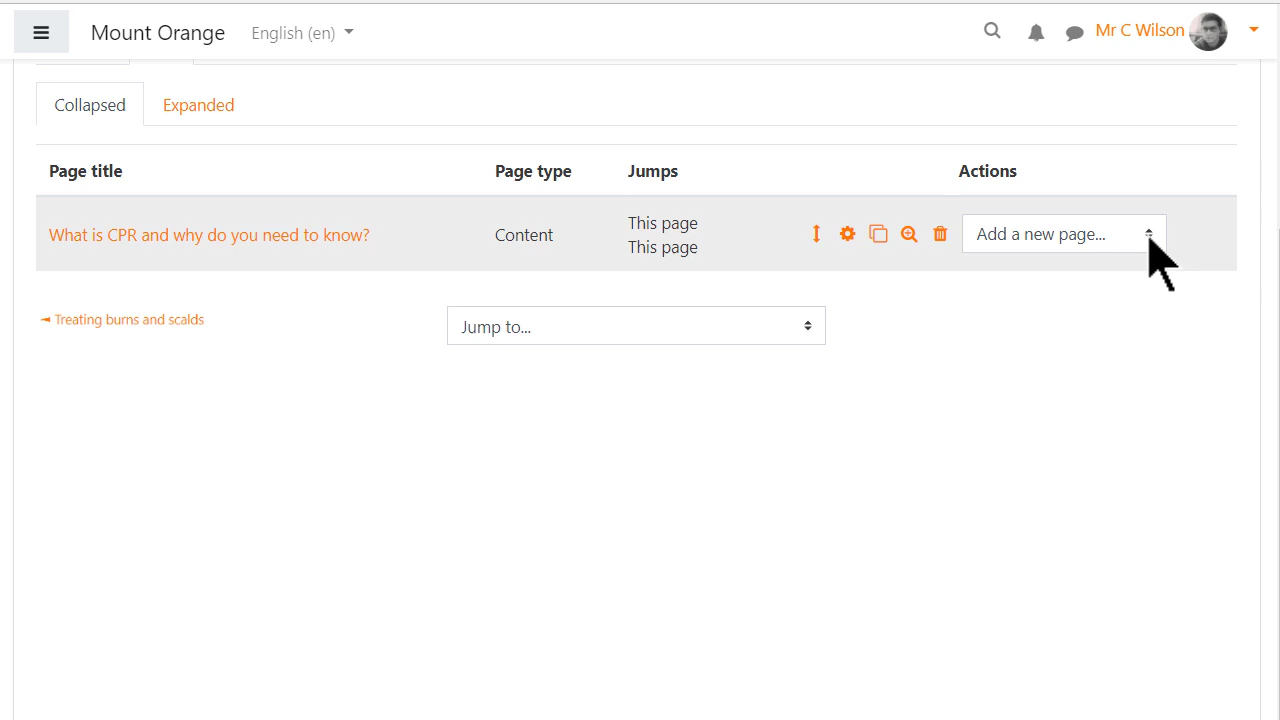 Mount Orange English (en) Mr C Wilson
Collapsed Expanded
Page title Page type Jumps Actions
What is CPR and why do you need to know? Content This page Add a new page...
This page
◄ Treating burns and scalds Jump to...